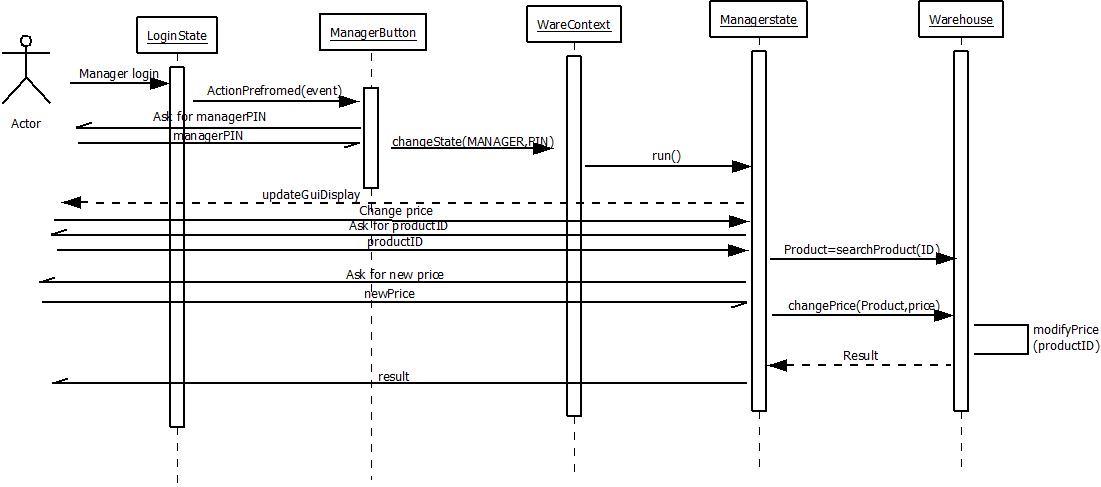 LoginState
ManagerButton
WareContext
Managerstate
Warehouse
Actor
Manager login
ActionPrefromed(event)
Ask for managerPIN
managerPIN
changeState(MANAGER,PIN)
run()
updateGuiDisplay
Change price
Ask for productID
productID
Product=searchProduct(ID)
Ask for new price
newPrice
changePrice(Product,price)
modifyPrice
(productID)
Result
result